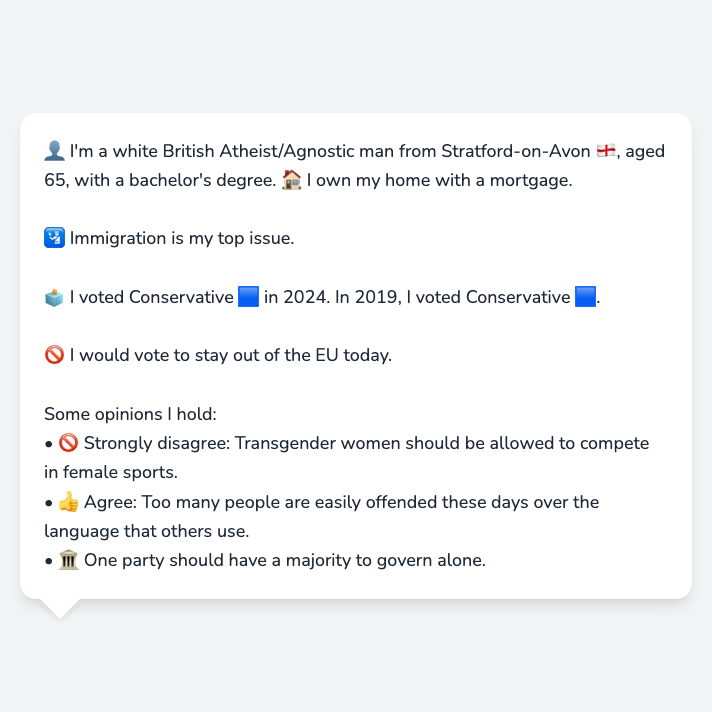 👤 I'm a white British Atheist/Agnostic man from Stratford-on-Avon 🏴󠁧󠁢󠁥󠁮󠁧󠁿, aged
65, with a bachelor's degree. 🏠 I own my home with a mortgage.
🛂 Immigration is my top issue.
🗳️ I voted Conservative 🟦 in 2024. In 2019, I voted Conservative 🟦.
🚫 I would vote to stay out of the EU today.
Some opinions I hold:
• 🚫 Strongly disagree: Transgender women should be allowed to compete
in female sports.
• 👍 Agree: Too many people are easily offended these days over the
language that others use.
• 🏛️ One party should have a majority to govern alone.